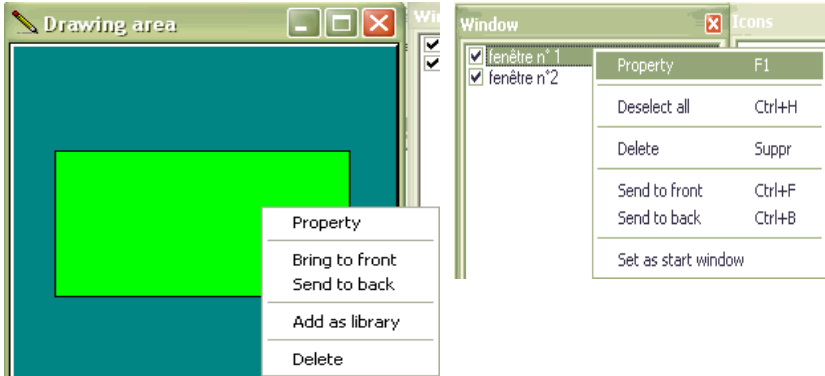 Drawing area
Property
Bring to front
Send to back
Add as library
Delete
Window
Icons
fenêtre n°1
fenêtre n°2
Property F1
Deselect all Ctrl+H
Delete Suppr
Send to front Ctrl+F
Send to back Ctrl+B
Set as start window